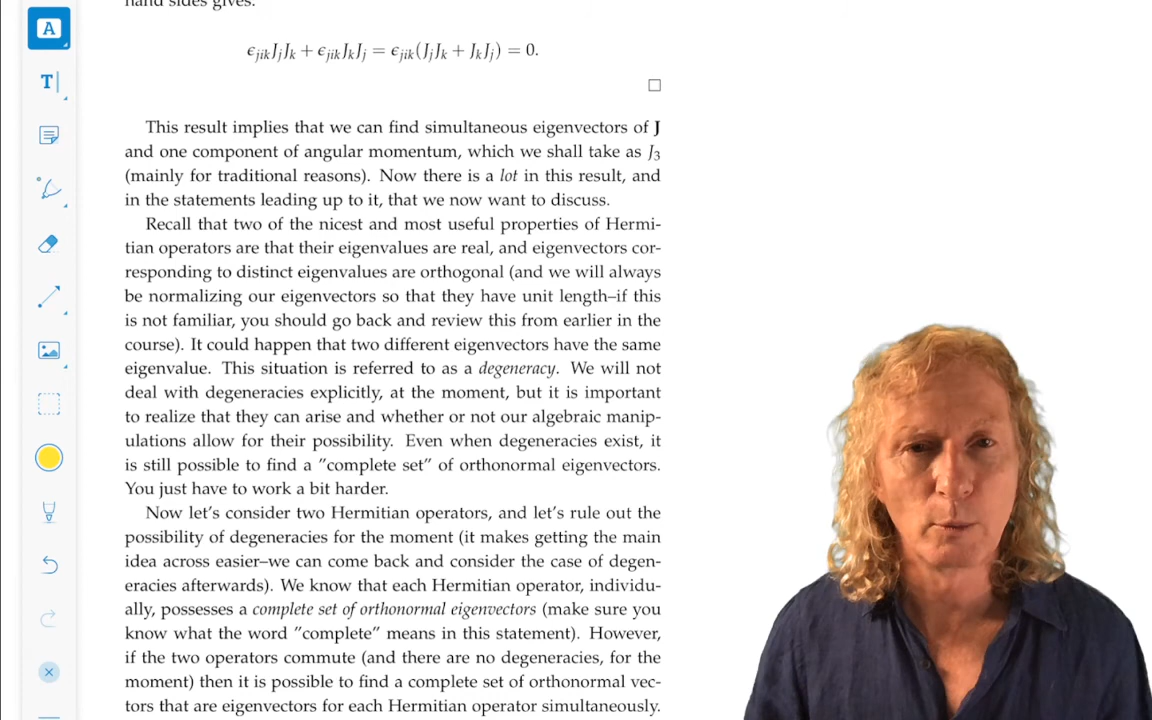 hand sides gives:
ϵjikJjJk + ϵjikJkJj = ϵjik(JjJk + JkJj) = 0.
□
This result implies that we can find simultaneous eigenvectors of J
and one component of angular momentum, which we shall take as J3
(mainly for traditional reasons). Now there is a lot in this result, and
in the statements leading up to it, that we now want to discuss.
Recall that two of the nicest and most useful properties of Hermi-
tian operators are that their eigenvalues are real, and eigenvectors cor-
responding to distinct eigenvalues are orthogonal (and we will always
be normalizing our eigenvectors so that they have unit length–if this
is not familiar, you should go back and review this from earlier in the
course). It could happen that two different eigenvectors have the same
eigenvalue. This situation is referred to as a degeneracy. We will not
deal with degeneracies explicitly, at the moment, but it is important
to realize that they can arise and whether or not our algebraic manip-
ulations allow for their possibility. Even when degeneracies exist, it
is still possible to find a ”complete set” of orthonormal eigenvectors.
You just have to work a bit harder.
Now let’s consider two Hermitian operators, and let’s rule out the
possibility of degeneracies for the moment (it makes getting the main
idea across easier–we can come back and consider the case of degen-
eracies afterwards). We know that each Hermitian operator, individu-
ally, possesses a complete set of orthonormal eigenvectors (make sure you
know what the word ”complete” means in this statement). However,
if the two operators commute (and there are no degeneracies, for the
moment) then it is possible to find a complete set of orthonormal vec-
tors that are eigenvectors for each Hermitian operator simultaneously.
A
T